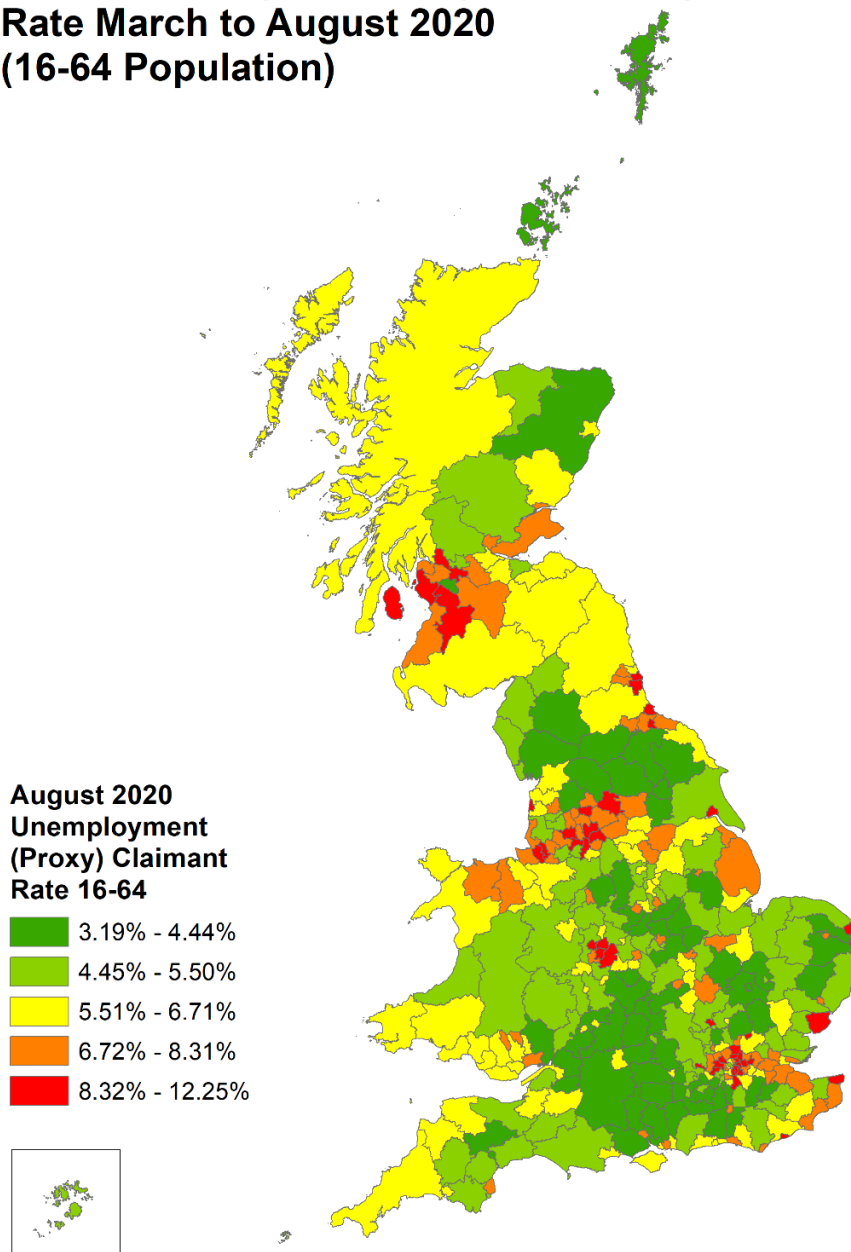 Rate March to August 2020
(16-64 Population)
August 2020
Unemployment
(Proxy) Claimant
Rate 16-64
3.19% - 4.44%
4.45% - 5.50%
5.51% - 6.71%
6.72% - 8.31%
8.32% - 12.25%